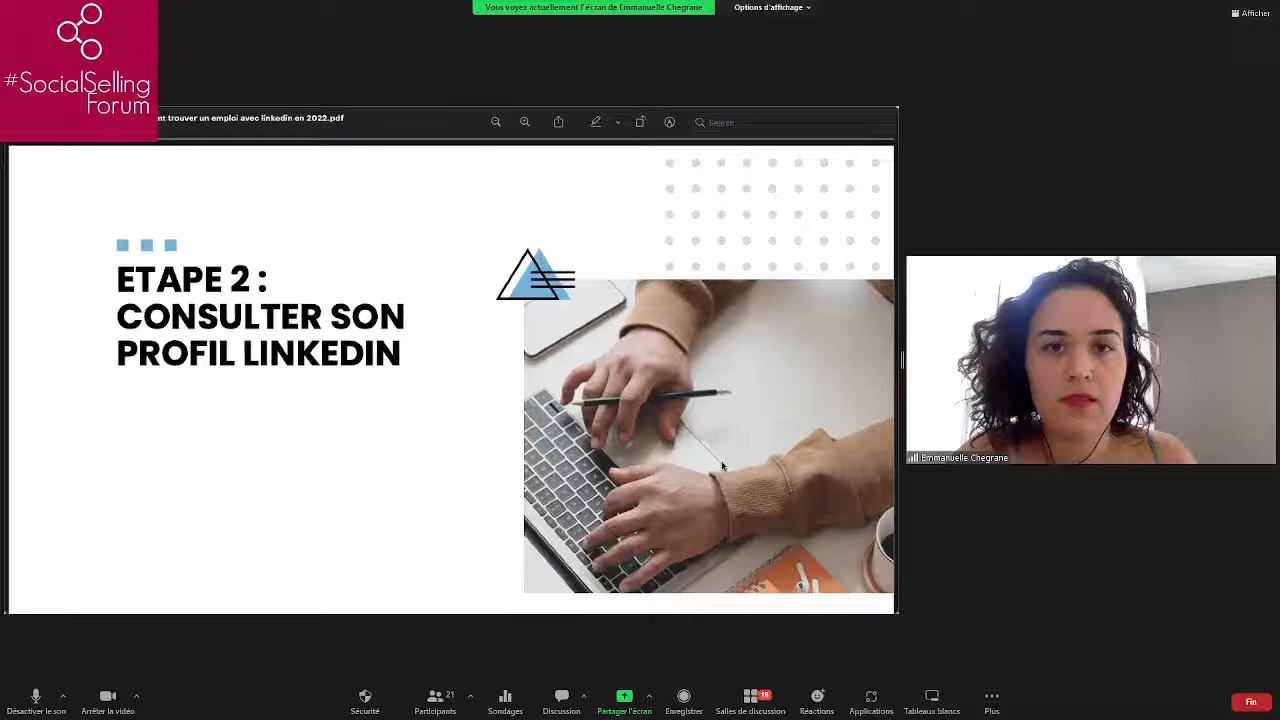 Vous voyez actuellement l'écran de Emmanuelle Chegrane
Options d'affichage
Afficher
#SocialSelling
Forum
nt trouver un emploi avec linkedin en 2022.pdf
Search
ETAPE 2 :
CONSULTER SON
PROFIL LINKEDIN
Emmanuelle Chegrane
21
18
Désactiver le son
Arrêter la vidéo
Sécurité
Participants
Sondages
Discussion
Partager l'écran
Enregistrer
Salles de discussion
Réactions
Applications
Tableaux blancs
Plus
Fin